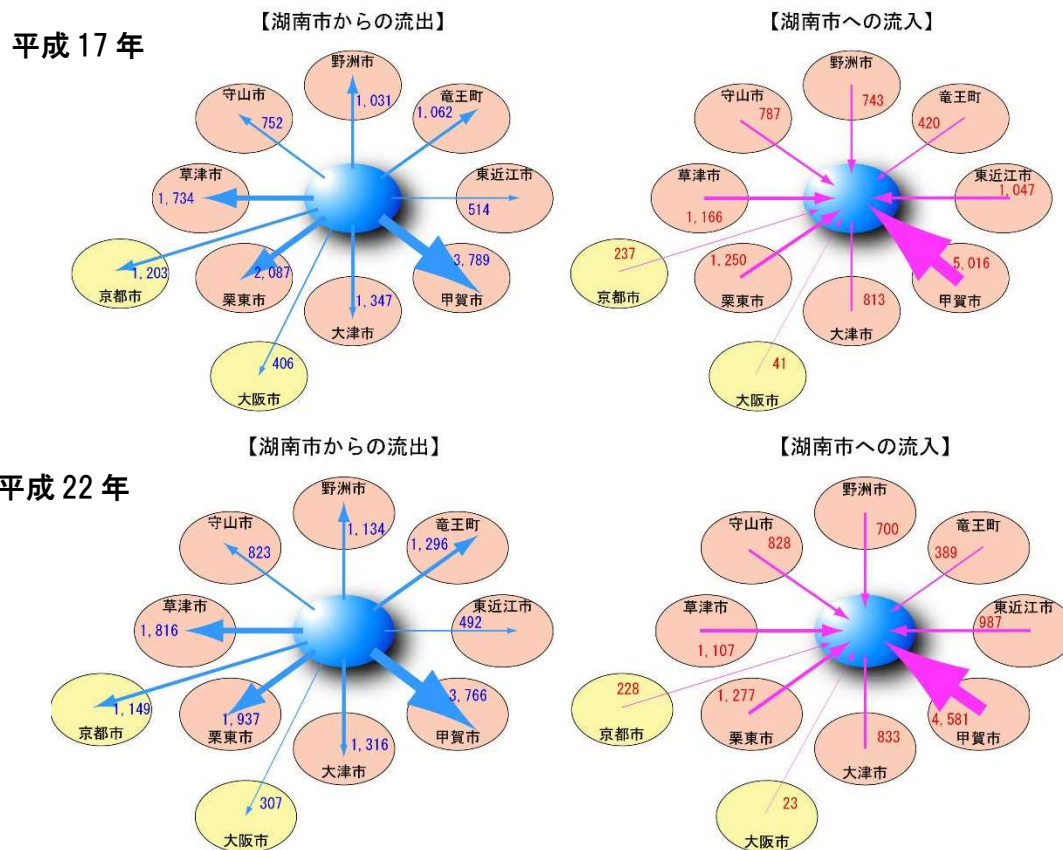 【湖南市からの流出】
【湖南市への流入】
平成 17 年
野洲市
1,031
守山市
752
竜王町
1,062
草津市
1,734
東近江市
514
京都市
1,203
栗東市
2,087
大津市
1,347
甲賀市
3,789
大阪市
406
野洲市
743
守山市
787
竜王町
420
草津市
1,166
東近江市
1,047
京都市
237
栗東市
1,250
大津市
813
甲賀市
5,016
大阪市
41
【湖南市からの流出】
【湖南市への流入】
平成 22 年
野洲市
1,134
守山市
823
竜王町
1,296
草津市
1,816
東近江市
492
京都市
1,149
栗東市
1,937
大津市
1,316
甲賀市
3,766
大阪市
307
野洲市
700
守山市
828
竜王町
389
草津市
1,107
東近江市
987
京都市
228
栗東市
1,277
大津市
833
甲賀市
4,581
大阪市
23